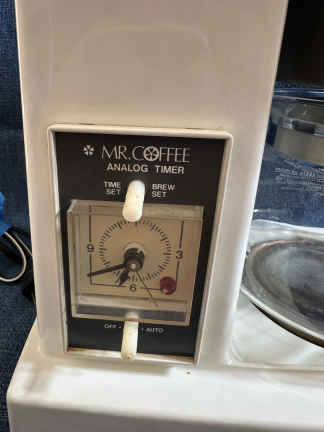 MR. COFFEE
ANALOG TIMER
TIME SET
BREW SET
9
3
6
OFF
AUTO